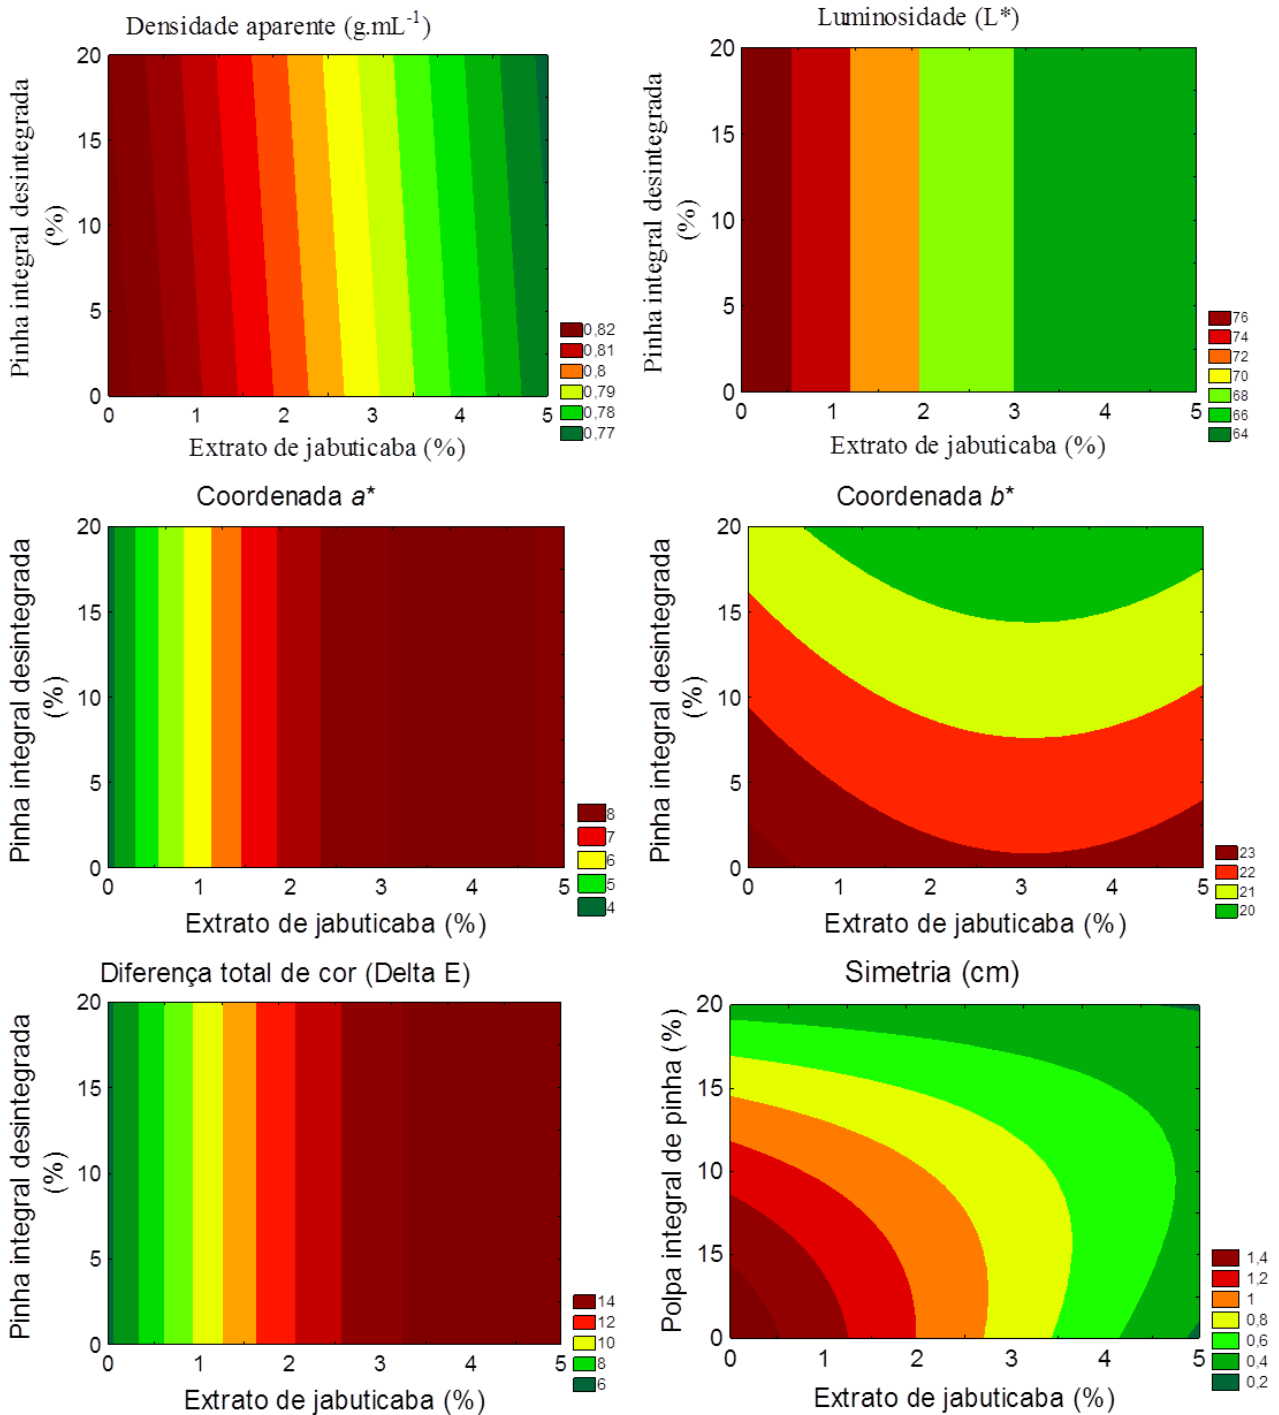 Densidade aparente (g.mL⁻¹)
Pinha integral desintegrada
(%)
20
15
10
5
0
0 1 2 3 4 5
Extrato de jabuticaba (%)
0,82
0,81
0,8
0,79
0,78
0,77
Luminosidade (L*)
Pinha integral desintegrada
(%)
20
15
10
5
0
0 1 2 3 4 5
Extrato de jabuticaba (%)
76
74
72
70
68
66
64
Coordenada a*
Pinha integral desintegrada
(%)
20
15
10
5
0
0 1 2 3 4 5
Extrato de jabuticaba (%)
8
7
6
5
4
Coordenada b*
Pinha integral desintegrada
(%)
20
15
10
5
0
0 1 2 3 4 5
Extrato de jabuticaba (%)
23
22
21
20
Diferença total de cor (Delta E)
Pinha integral desintegrada
(%)
20
15
10
5
0
0 1 2 3 4 5
Extrato de jabuticaba (%)
14
12
10
8
6
Simetria (cm)
Polpa integral de pinha (%)
20
15
10
15
0
0 1 2 3 4 5
Extrato de jabuticaba (%)
1,4
1,2
1
0,8
0,6
0,4
0,2